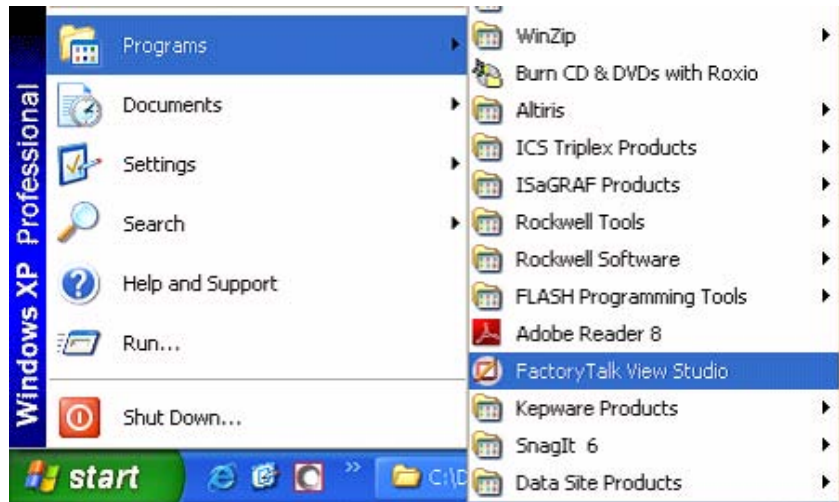 Windows XP Professional
Programs
Documents
Settings
Search
Help and Support
Run...
Shut Down...
start
»
C:\D
WinZip
Burn CD & DVDs with Roxio
Altiris
ICS Triplex Products
ISaGRAF Products
Rockwell Tools
Rockwell Software
FLASH Programming Tools
Adobe Reader 8
FactoryTalk View Studio
Kepware Products
SnagIt 6
Data Site Products